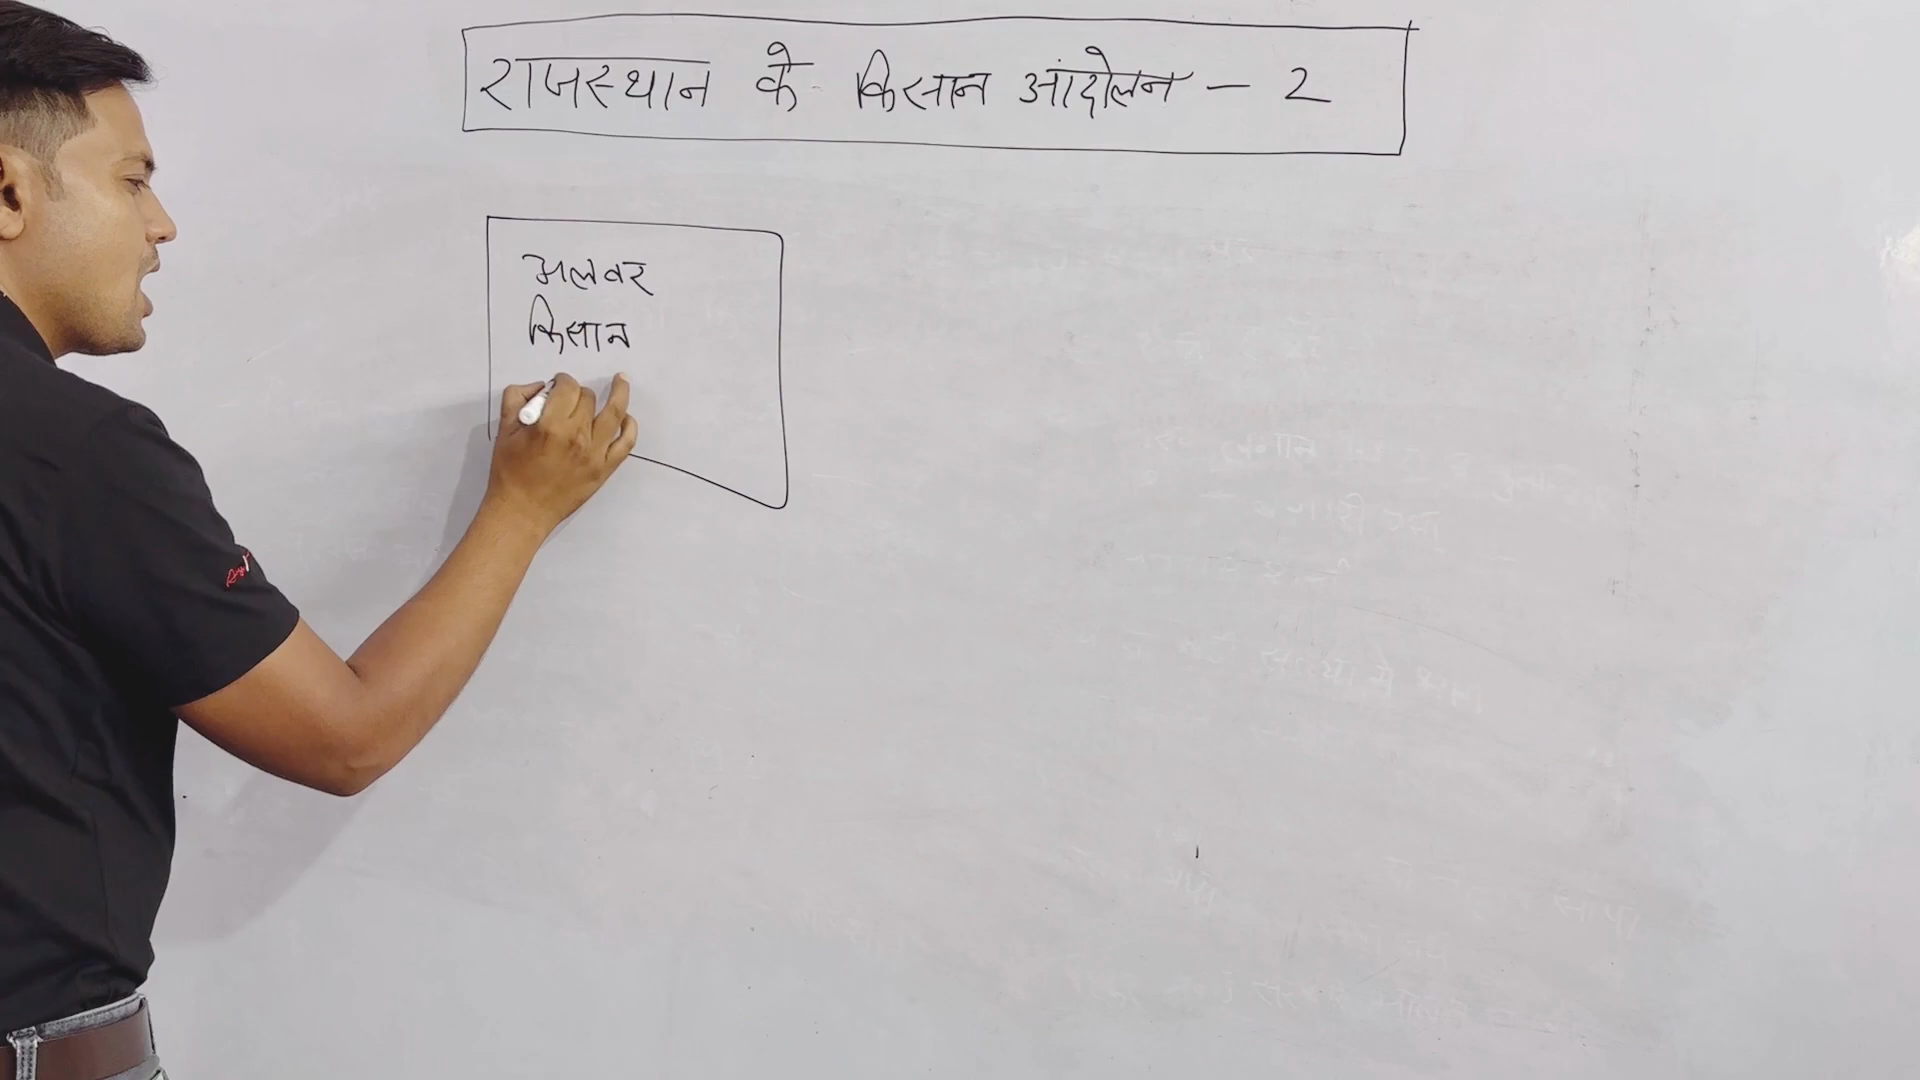 राजस्थान के किसान आंदोलन - 2
अलवर
किसान